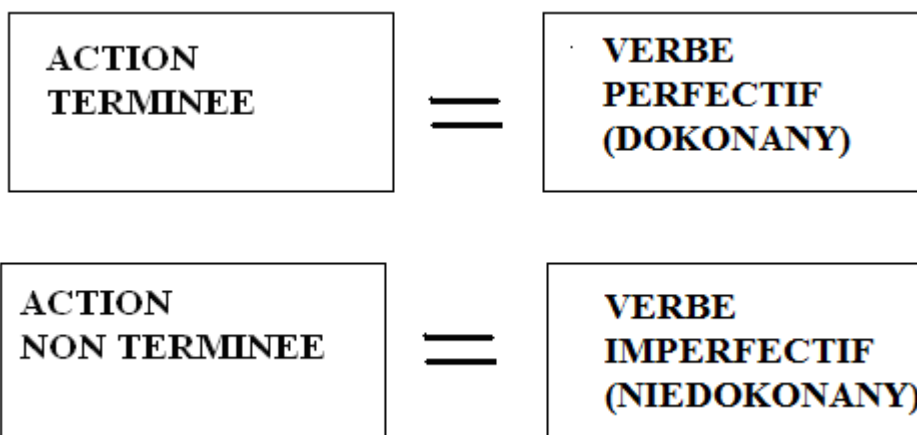 ACTION
TERMINEE
=
VERBE
PERFECTIF
(DOKONANY)
ACTION
NON TERMINEE
=
VERBE
IMPERFECTIF
(NIEDOKONANY)